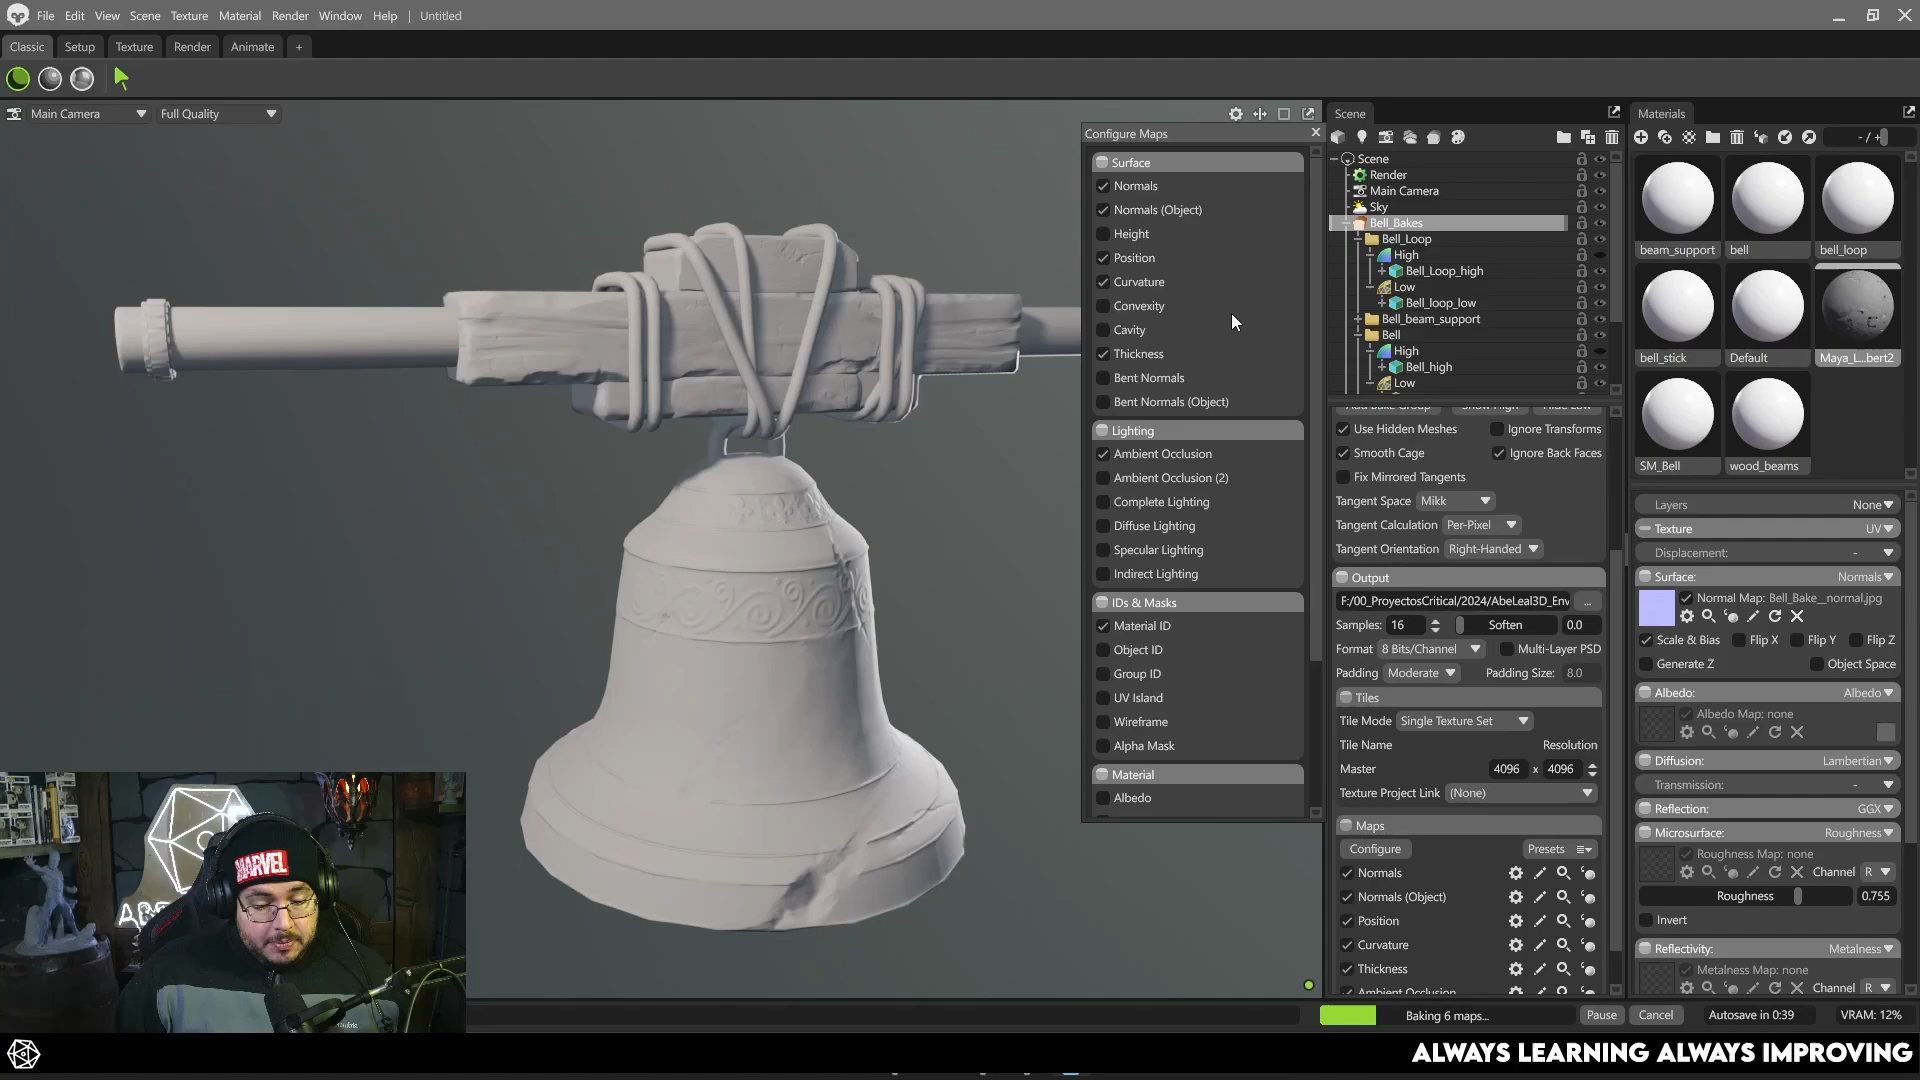 File Edit View Scene Texture Material Render Window Help | Untitled
Classic Setup Texture Render Animate +
Main Camera Full Quality
Configure Maps
Surface
Normals
Normals (Object)
Height
Position
Curvature
Convexity
Cavity
Thickness
Bent Normals
Bent Normals (Object)
Lighting
Ambient Occlusion
Ambient Occlusion (2)
Complete Lighting
Diffuse Lighting
Specular Lighting
Indirect Lighting
IDs & Masks
Material ID
Object ID
Group ID
UV Island
Wireframe
Alpha Mask
Material
Albedo
Scene
Scene
Render
Main Camera
Sky
Bell_Bakes
Bell_Loop
High
Bell_Loop_high
Low
Bell_loop_low
Bell_beam_support
Bell
High
Bell_high
Low
Use Hidden Meshes Ignore Transforms
Smooth Cage Ignore Back Faces
Fix Mirrored Tangents
Tangent Space Mikk
Tangent Calculation Per-Pixel
Tangent Orientation Right-Handed
Output
F:/00_ProyectosCritical/2024/AbeLeal3D_Env ...
Samples: 16 Soften 0.0
Format 8 Bits/Channel Multi-Layer PSD
Padding Moderate Padding Size: 8.0
Tiles
Tile Mode Single Texture Set
Tile Name Resolution
Master 4096 x 4096
Texture Project Link (None)
Maps
Configure Presets
Normals
Normals (Object)
Position
Curvature
Thickness
Ambient Occlusion
Materials
- / +
beam_support bell bell_loop
bell_stick Default Maya_L...bert2
SM_Bell wood_beams
Layers None
Texture UV
Displacement: -
Surface: Normals
Normal Map: Bell_Bake__normal.jpg
Scale & Bias Flip X Flip Y Flip Z
Generate Z Object Space
Albedo: Albedo
Albedo Map: none
Diffusion: Lambertian
Transmission: -
Reflection: GGX
Microsurface: Roughness
Roughness Map: none
Channel R
Roughness 0.755
Invert
Reflectivity: Metalness
Metalness Map: none
Channel R
MARVEL
Baking 6 maps... Pause Cancel Autosave in 0:39 VRAM: 12%
ALWAYS LEARNING ALWAYS IMPROVING